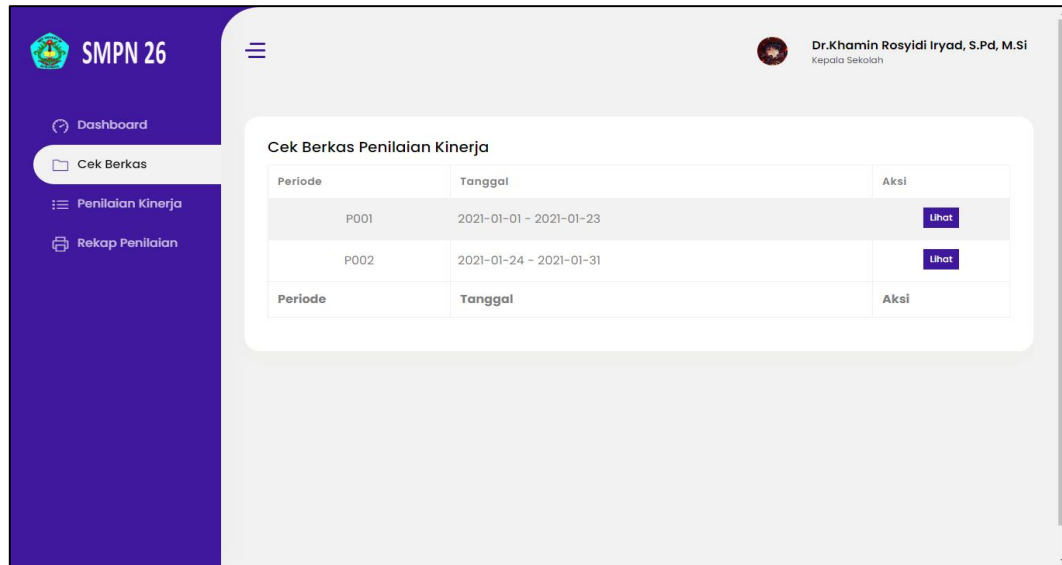 SMPN 26
Dr.Khamin Rosyidi Iryad, S.Pd, M.Si
Kepala Sekolah
Dashboard
Cek Berkas
Penilaian Kinerja
Rekap Penilaian
Cek Berkas Penilaian Kinerja
Periode Tanggal Aksi
P001 2021-01-01 - 2021-01-23 Lihat
P002 2021-01-24 - 2021-01-31 Lihat
Periode Tanggal Aksi